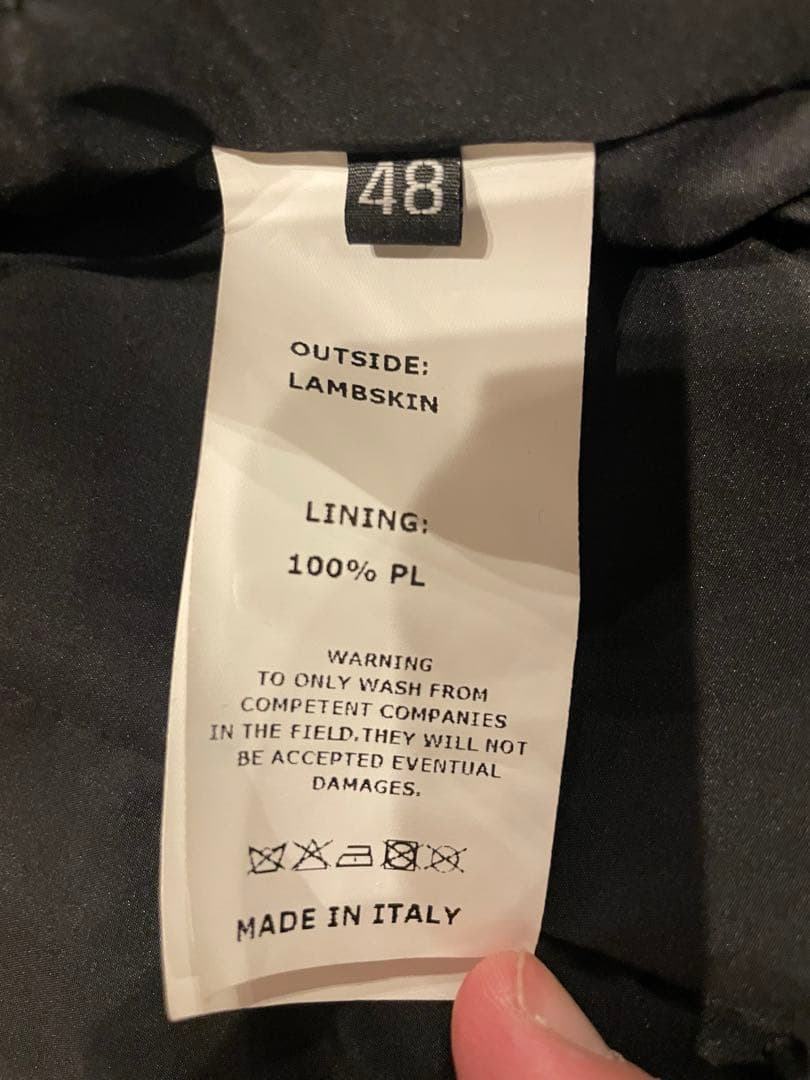 48
OUTSIDE:
LAMBSKIN
LINING:
100% PL
WARNING
TO ONLY WASH FROM
COMPETENT COMPANIES
IN THE FIELD.THEY WILL NOT
BE ACCEPTED EVENTUAL
DAMAGES.
MADE IN ITALY